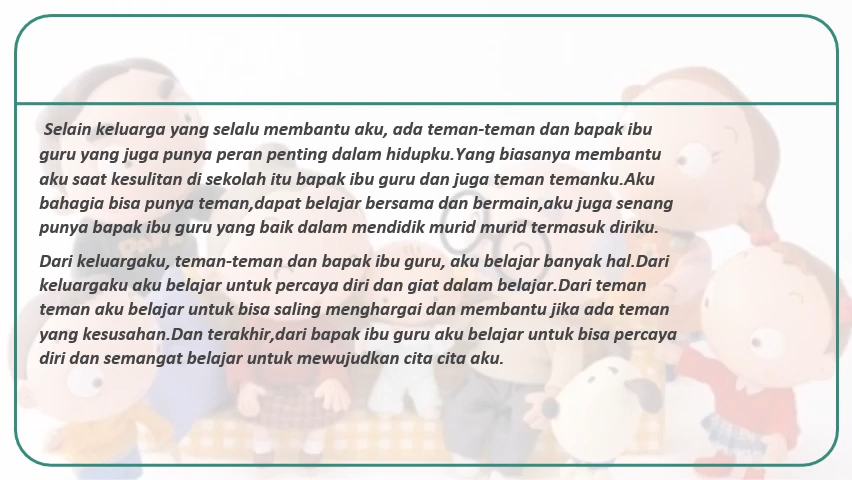 Selain keluarga yang selalu membantu aku, ada teman-teman dan bapak ibu
guru yang juga punya peran penting dalam hidupku.Yang biasanya membantu
aku saat kesulitan di sekolah itu bapak ibu guru dan juga teman temanku.Aku
bahagia bisa punya teman,dapat belajar bersama dan bermain,aku juga senang
punya bapak ibu guru yang baik dalam mendidik murid murid termasuk diriku.
Dari keluargaku, teman-teman dan bapak ibu guru, aku belajar banyak hal.Dari
keluargaku aku belajar untuk percaya diri dan giat dalam belajar.Dari teman
teman aku belajar untuk bisa saling menghargai dan membantu jika ada teman
yang kesusahan.Dan terakhir,dari bapak ibu guru aku belajar untuk bisa percaya
diri dan semangat belajar untuk mewujudkan cita cita aku.